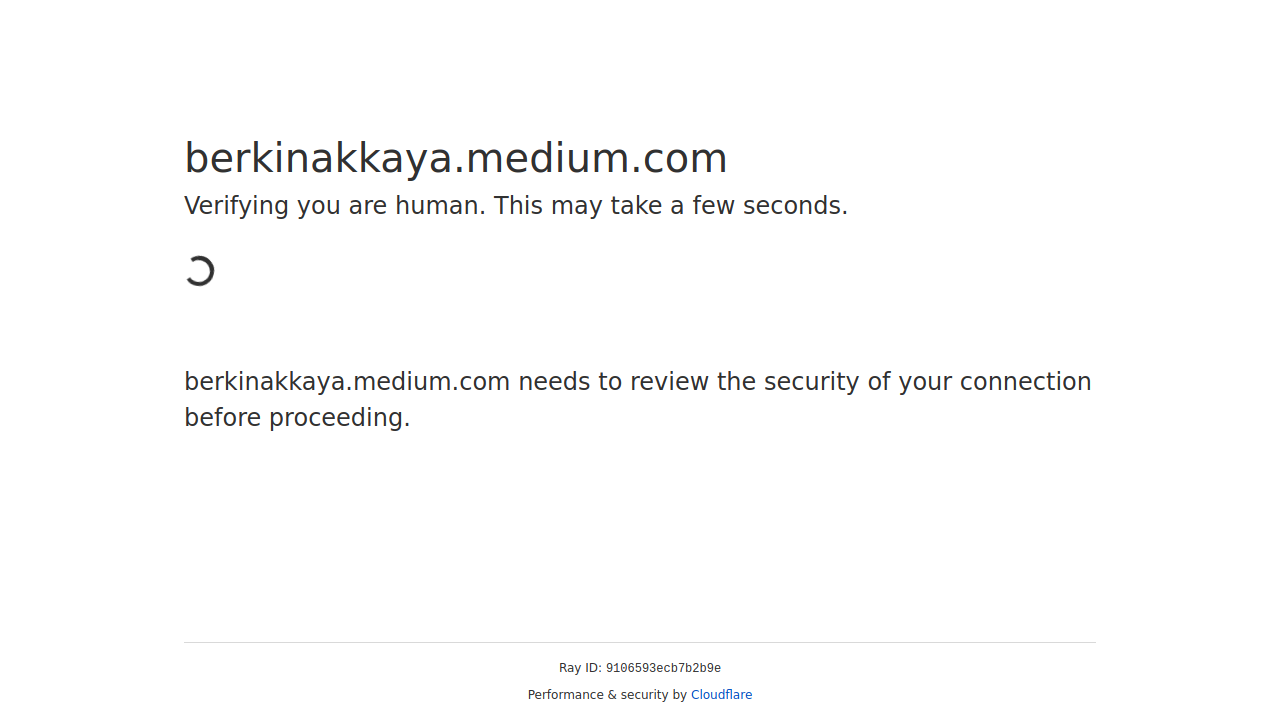 berkinakkaya.medium.com
Verifying you are human. This may take a few seconds.
berkinakkaya.medium.com needs to review the security of your connection
before proceeding.
Ray ID: 9106593ecb7b2b9e
Performance & security by Cloudflare